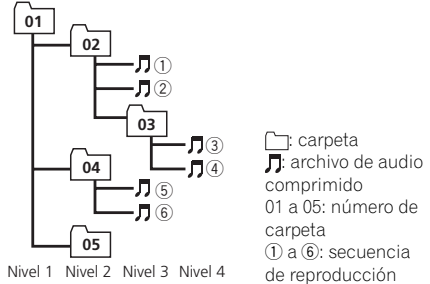 01
02
①
②
03
③
④
04
⑤
⑥
05
Nivel 1 Nivel 2 Nivel 3 Nivel 4
: carpeta
: archivo de audio
comprimido
01 a 05: número de
carpeta
① a ⑥: secuencia
de reproducción